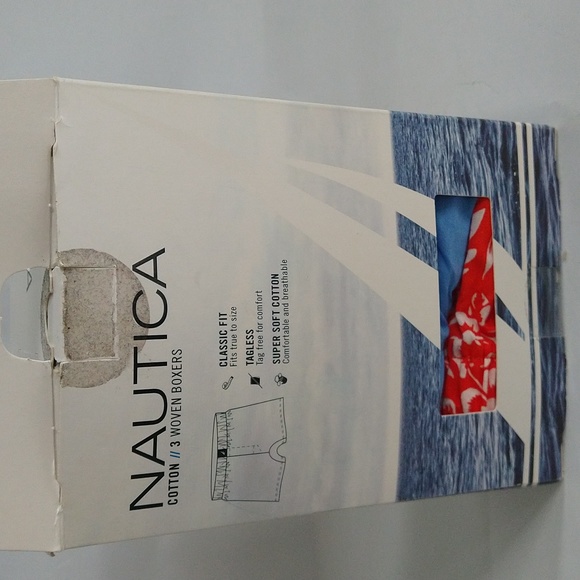 NAUTICA
COTTON // 3 WOVEN BOXERS
CLASSIC FIT
Fits true to size
TAGLESS
Tag free for comfort
SUPER SOFT COTTON
Comfortable and breathable